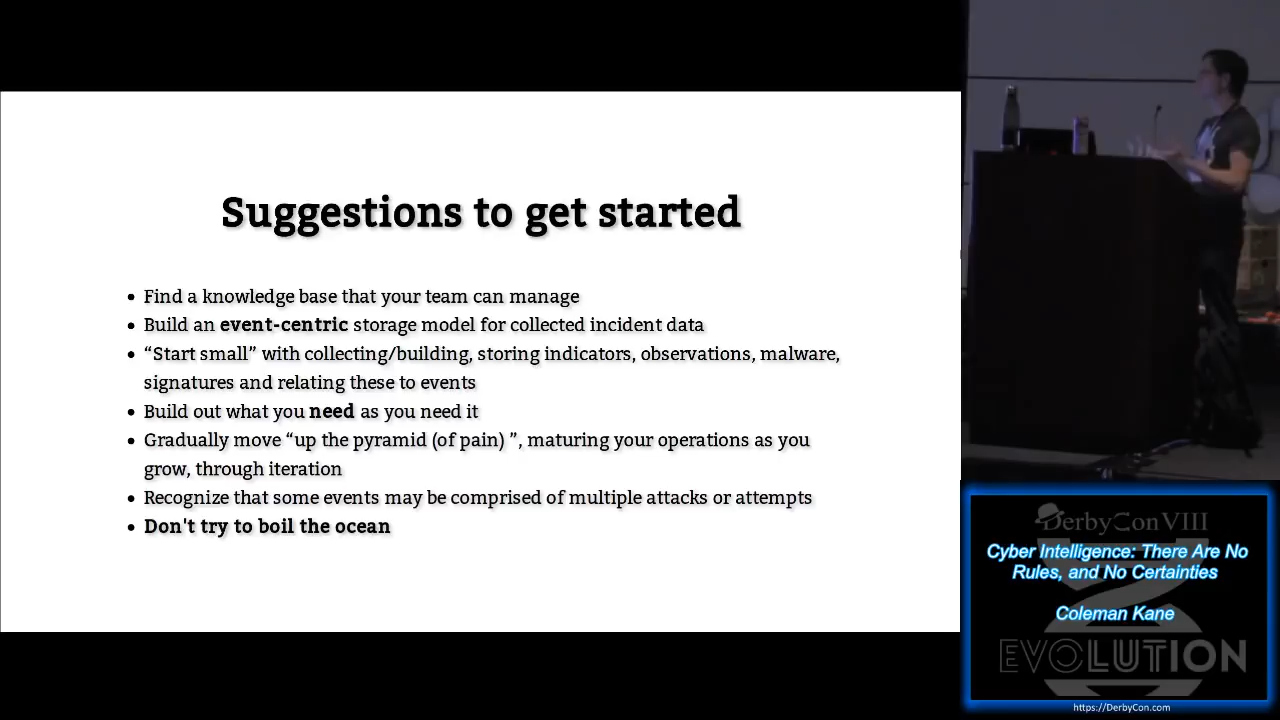 Suggestions to get started
• Find a knowledge base that your team can manage
• Build an event-centric storage model for collected incident data
• “Start small” with collecting/building, storing indicators, observations, malware,
signatures and relating these to events
• Build out what you need as you need it
• Gradually move “up the pyramid (of pain) ”, maturing your operations as you
grow, through iteration
• Recognize that some events may be comprised of multiple attacks or attempts
• Don't try to boil the ocean
DerbyCon VIII
Cyber Intelligence: There Are No
Rules, and No Certainties
Coleman Kane
EVOLUTION
https://DerbyCon.com